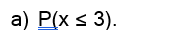 a) P(x ≤ 3).